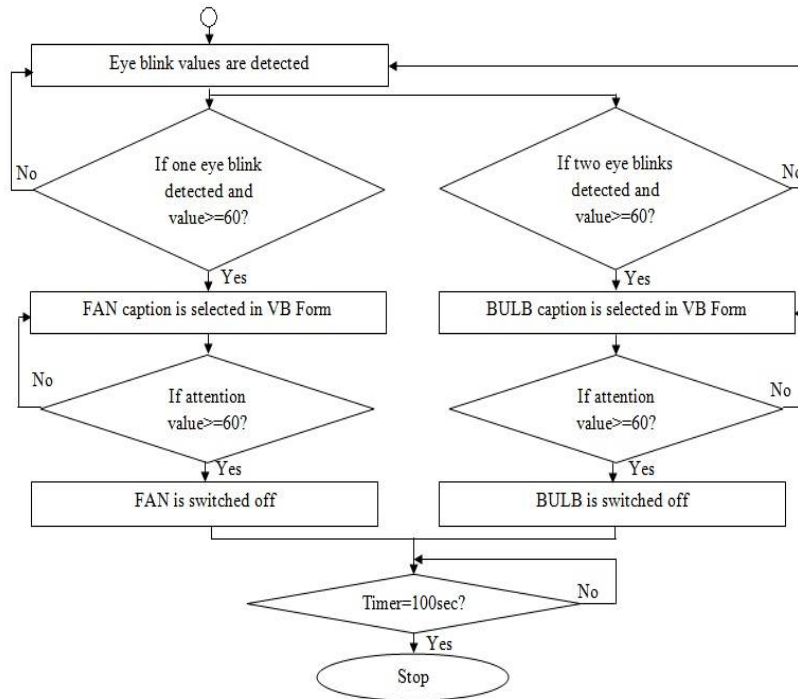 Eye blink values are detected
No
If one eye blink
detected and
value>=60?
Yes
If two eye blinks
detected and
value>=60?
No
Yes
FAN caption is selected in VB Form
BULB caption is selected in VB Form
No
If attention
value>=60?
Yes
If attention
value>=60?
No
Yes
FAN is switched off
BULB is switched off
Timer=100sec?
No
Yes
Stop